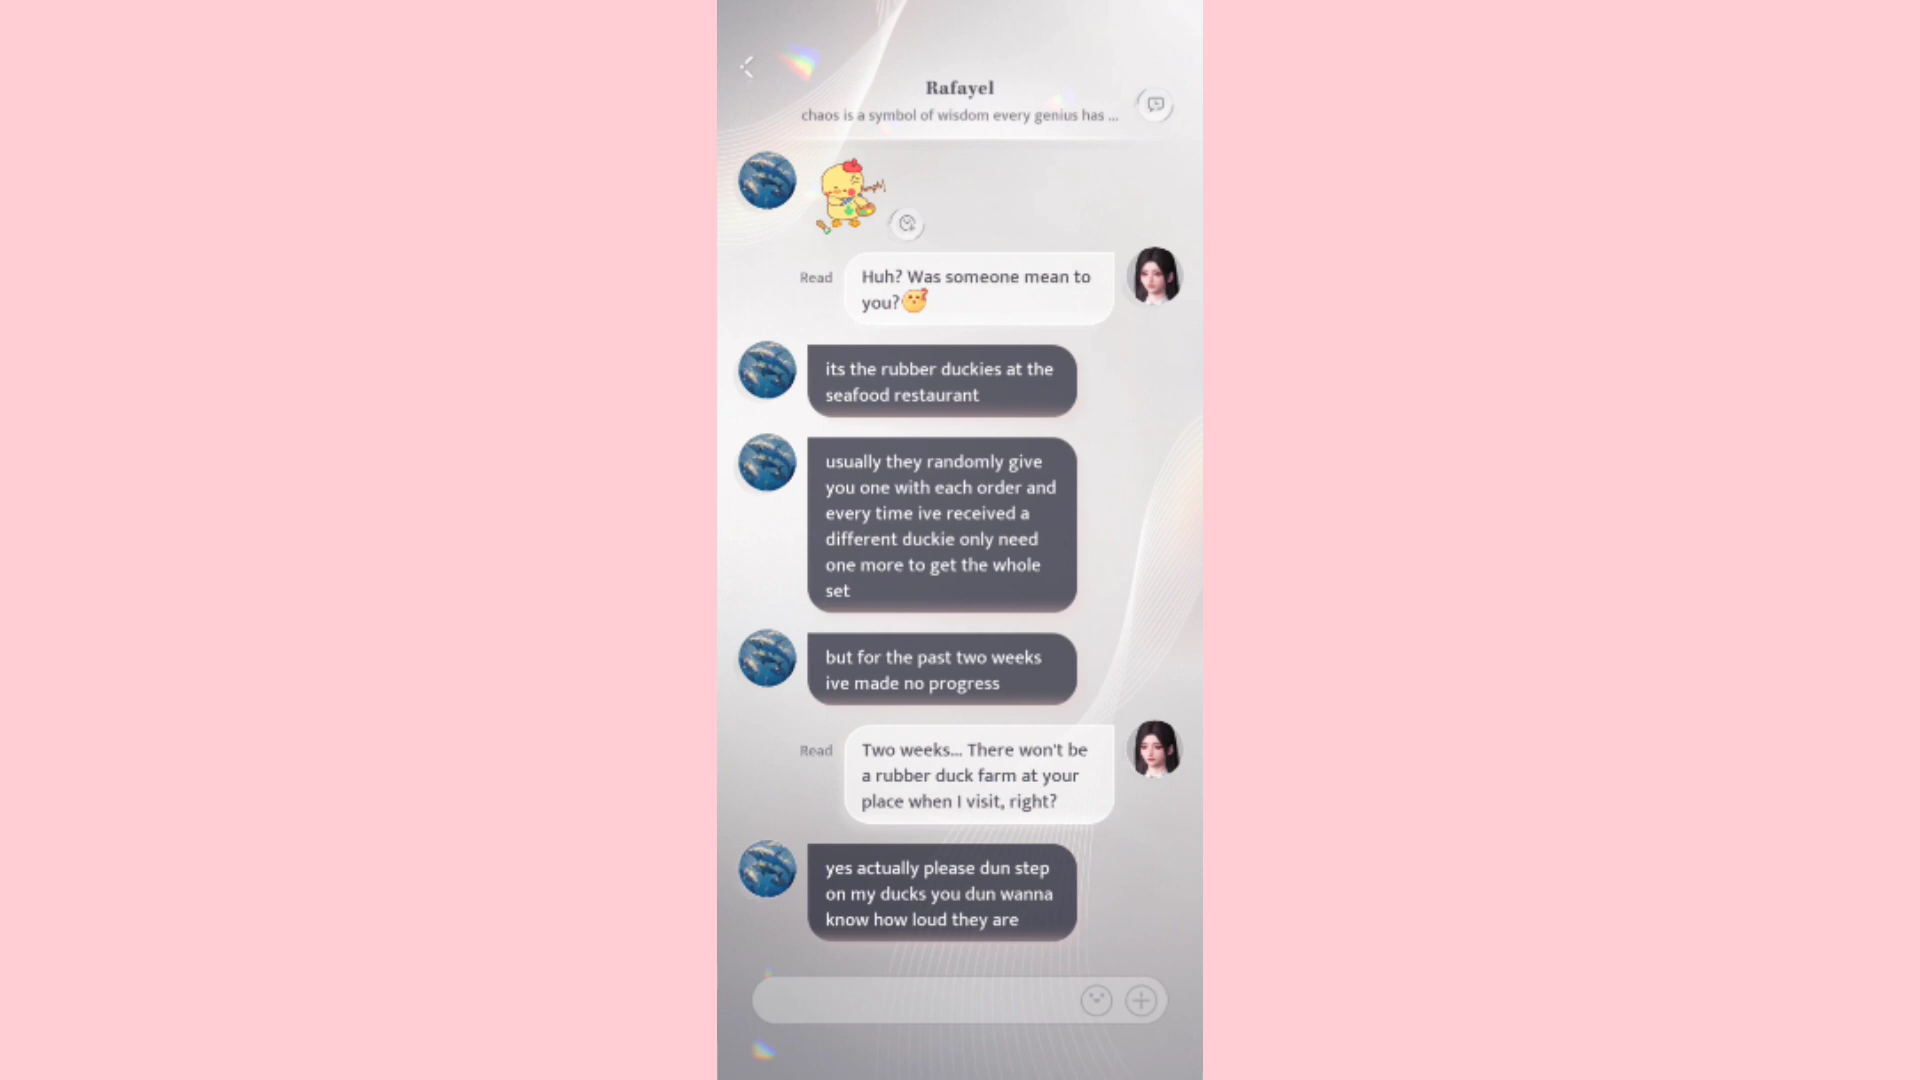 Rafayel
chaos is a symbol of wisdom every genius has ...
Read
Huh? Was someone mean to
you?
its the rubber duckies at the
seafood restaurant
usually they randomly give
you one with each order and
every time ive received a
different duckie only need
one more to get the whole
set
but for the past two weeks
ive made no progress
Read
Two weeks... There won't be
a rubber duck farm at your
place when I visit, right?
yes actually please dun step
on my ducks you dun wanna
know how loud they are